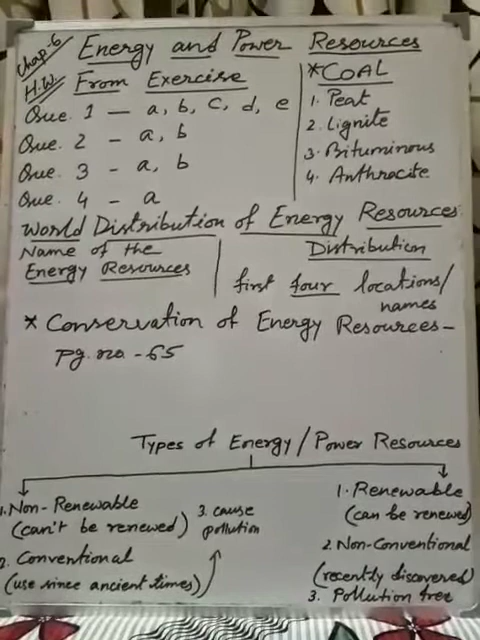 Chap. 6
Energy and Power Resources
H.W. From Exercise
Que. 1 — a, b, c, d, e
Que. 2 - a, b
Que. 3 - a, b
Que. 4 - a
*COAL
1. Peat
2. Lignite
3. Bituminous
4. Anthracite
World Distribution of Energy Resources
Name of the
Energy Resources
Distribution
first four locations/
names
* Conservation of Energy Resources-
pg. no. - 65
Types of Energy/Power Resources
1. Non-Renewable
(can't be renewed)
2. Conventional
(use since ancient times)
3. cause
pollution
1. Renewable
(can be renewed)
2. Non-Conventional
(recently discovered)
3. Pollution free